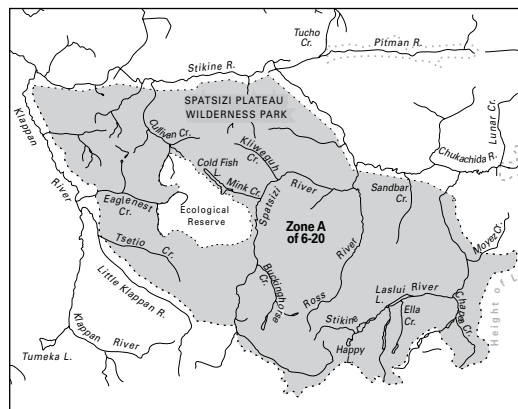 Tucho
Cr.
Pitman R.
Stikine R.
SPATSIZI PLATEAU
WILDERNESS PARK
Klappan
River
Cullivan Cr.
Kliweguh
Cr.
Lunar Cr.
Chukachida R.
Cold Fish
L.
Mink Cr.
Spatsizi
River
Sandbar
Cr.
Eaglenest
Cr.
Ecological
Reserve
Zone A
of 6-20
Tsetio
Cr.
Moyez Cr.
Little Klappan R.
Buckinghorse
Cr.
Ross
River
Laslui
L.
River
Stikine
Ella
Cr.
Chapea Cr.
Height of L
Klappan
River
Tumeka L.
Happy
L.